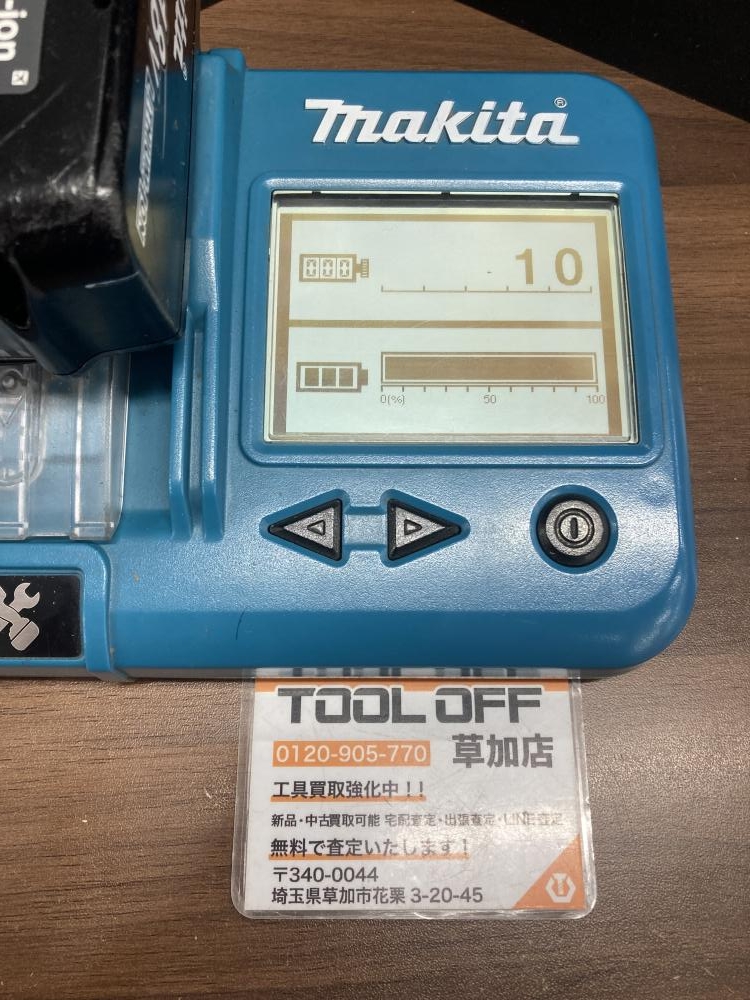 -ion
18V
makita®
000
10
0(%) 50 100
TOOL OFF
0120-905-770 草加店
工具買取強化中！！
新品・中古買取可能 宅配査定・出張査定・LINE査定
無料で査定いたします！
〒340-0044
埼玉県草加市花栗 3-20-45